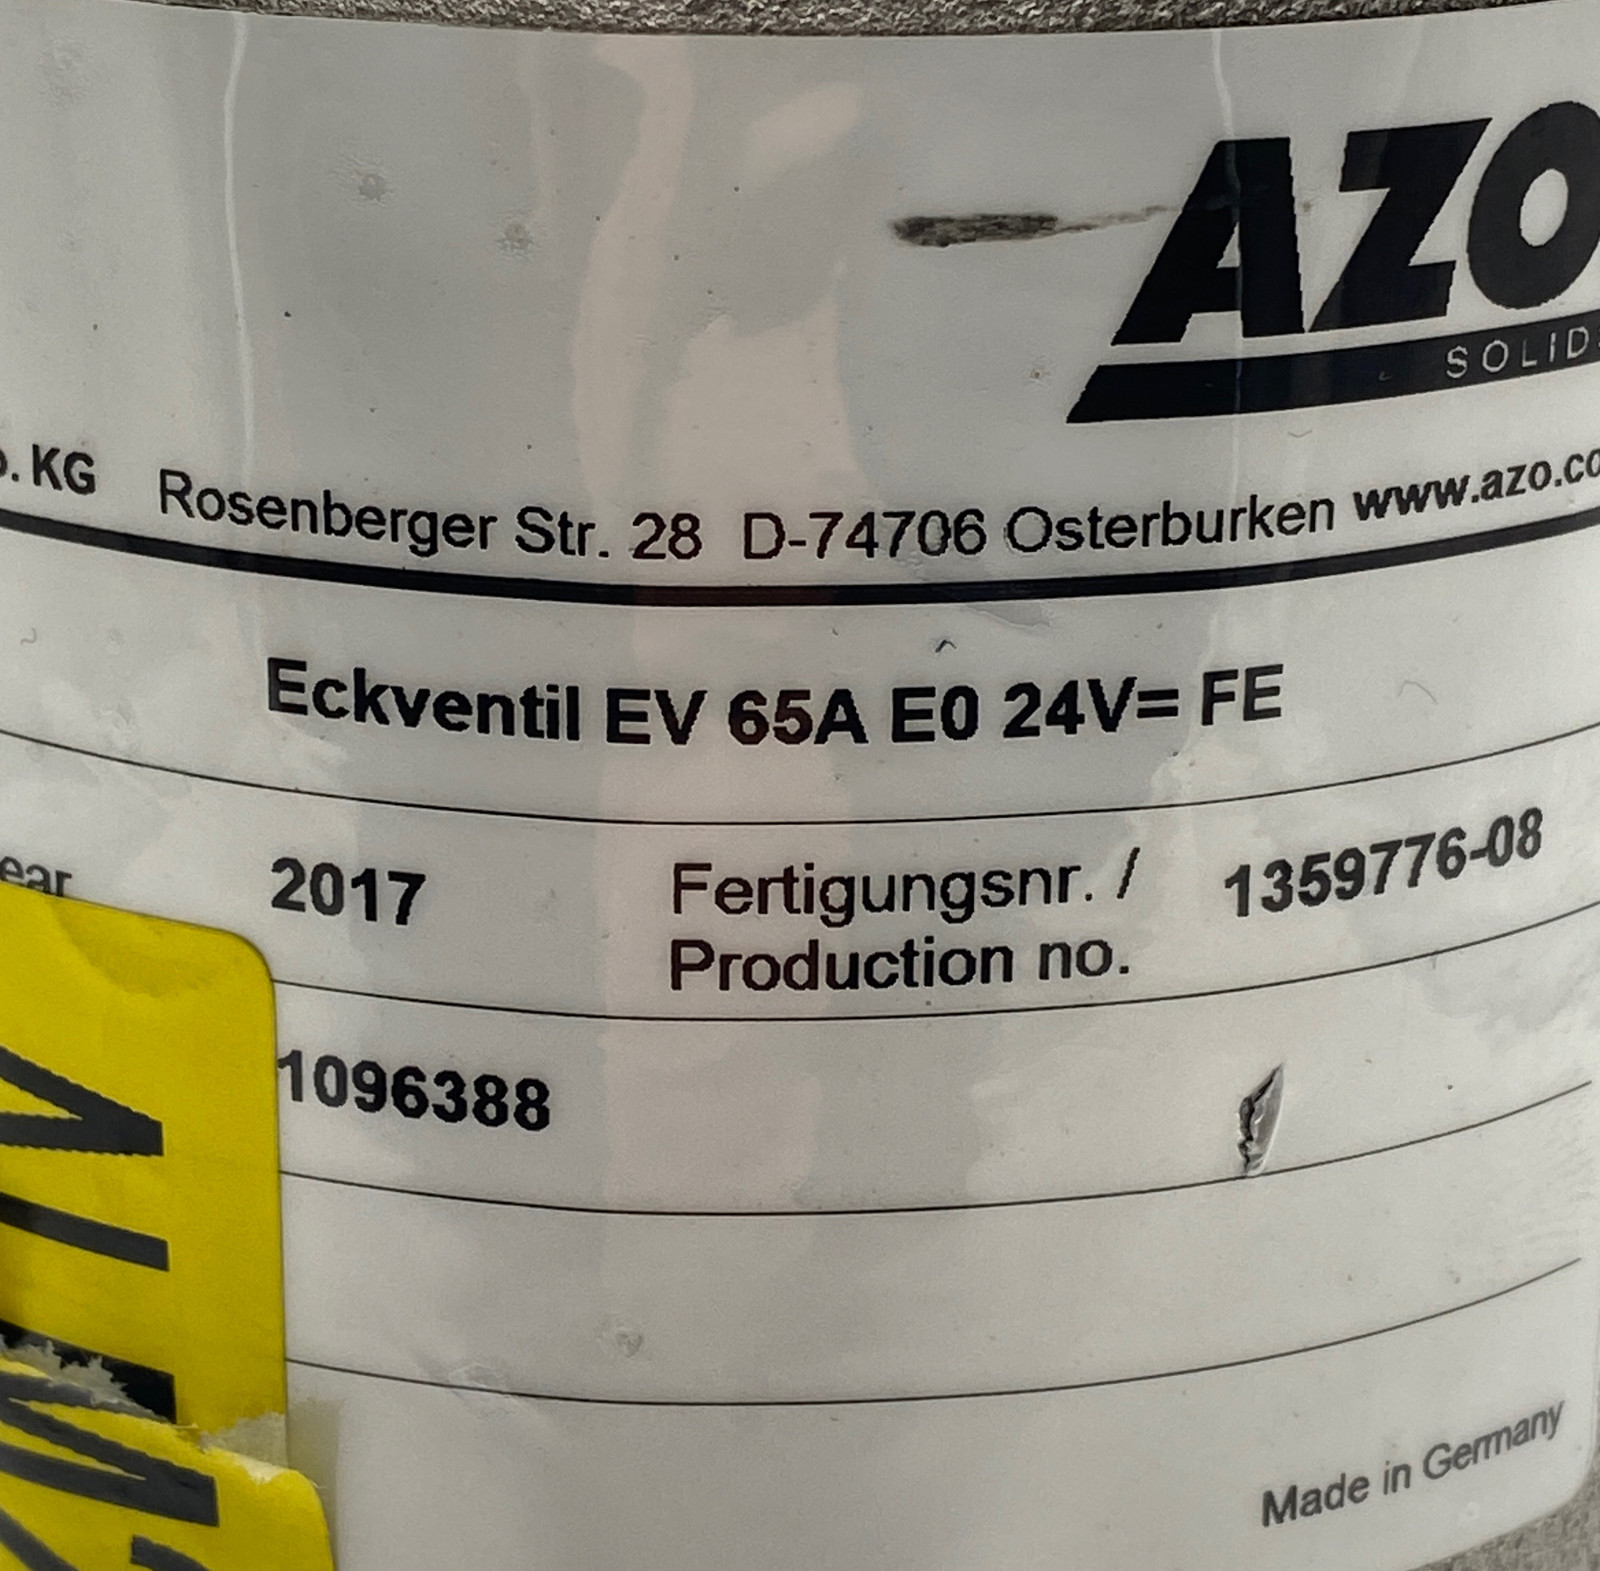 AZO
SOLIDS
. KG Rosenberger Str. 28 D-74706 Osterburken www.azo.co
Eckventil EV 65A E0 24V= FE
ear 2017 Fertigungsnr. / 1359776-08
Production no.
1096388
Made in Germany